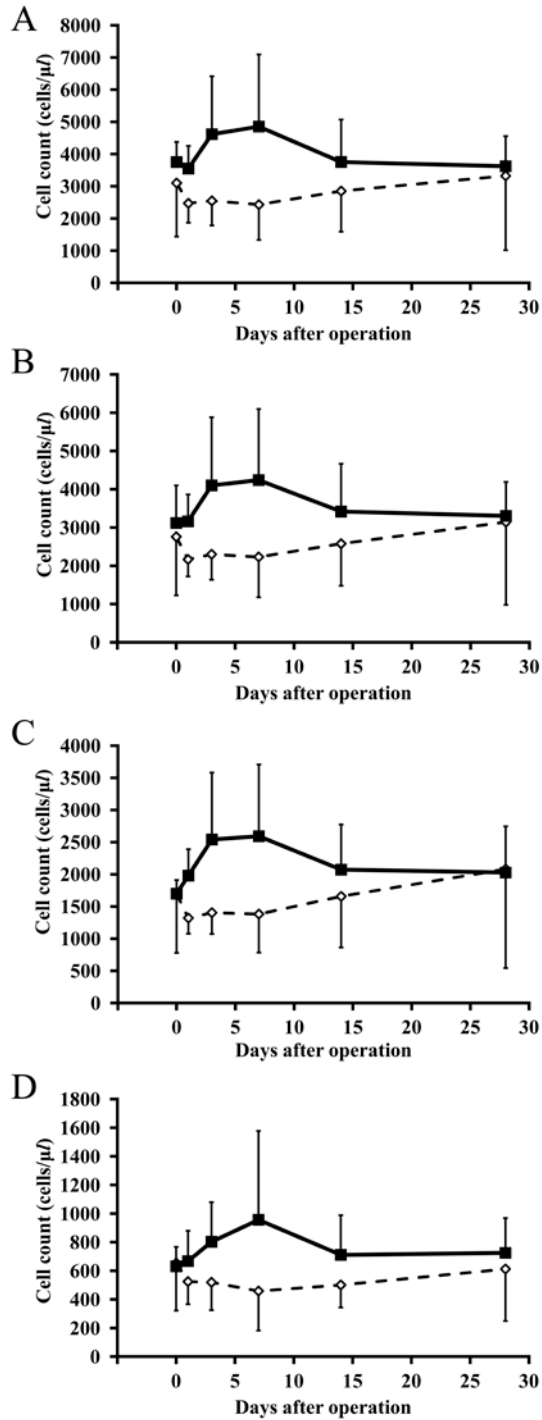 A
Cell count (cells/µl)
8000
7000
6000
5000
4000
3000
2000
1000
0
0 5 10 15 20 25 30
Days after operation
B
Cell count (cells/µl)
7000
6000
5000
4000
3000
2000
1000
0
0 5 10 15 20 25 30
Days after operation
C
Cell count (cells/µl)
4000
3500
3000
2500
2000
1500
1000
500
0
0 5 10 15 20 25 30
Days after operation
D
Cell count (cells/µl)
1800
1600
1400
1200
1000
800
600
400
200
0
0 5 10 15 20 25 30
Days after operation